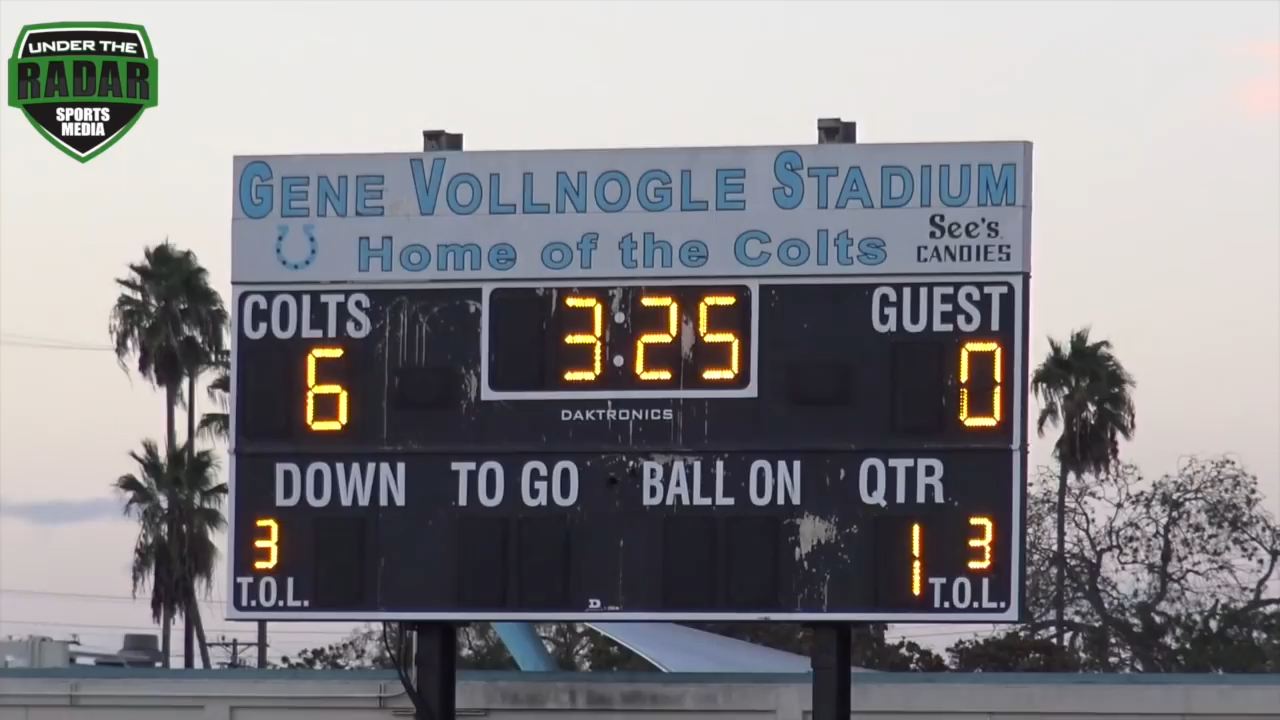 UNDER THE
RADAR
SPORTS
MEDIA
GENE VOLLNOGLE STADIUM
Home of the Colts
See's
CANDIES
COLTS
3:25
GUEST
6
0
DAKTRONICS
DOWN TO GO BALL ON QTR
3
1
3
T.O.L.
T.O.L.